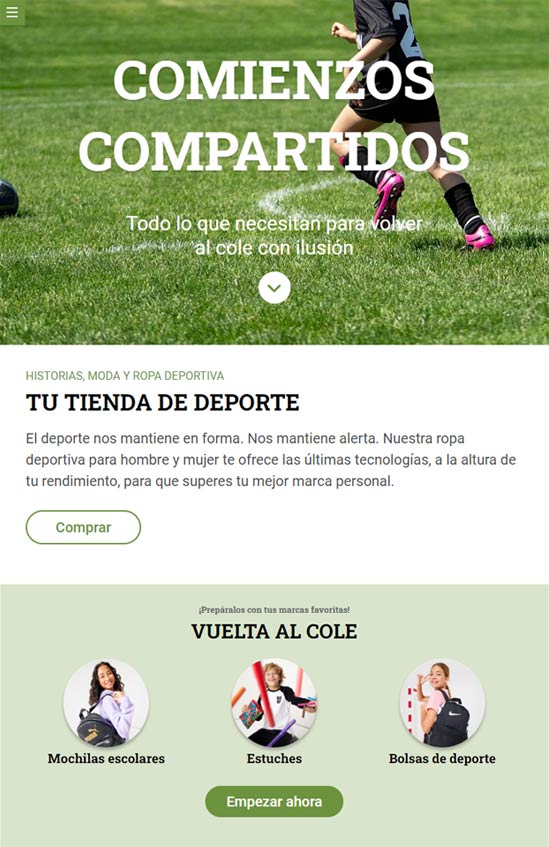 COMIENZOS
COMPARTIDOS
Todo lo que necesitan para volver
al cole con ilusión
HISTORIAS, MODA Y ROPA DEPORTIVA
TU TIENDA DE DEPORTE
El deporte nos mantiene en forma. Nos mantiene alerta. Nuestra ropa
deportiva para hombre y mujer te ofrece las últimas tecnologías, a la altura de
tu rendimiento, para que superes tu mejor marca personal.
Comprar
¡Prepáralos con tus marcas favoritas!
VUELTA AL COLE
Mochilas escolares
Estuches
Bolsas de deporte
Empezar ahora